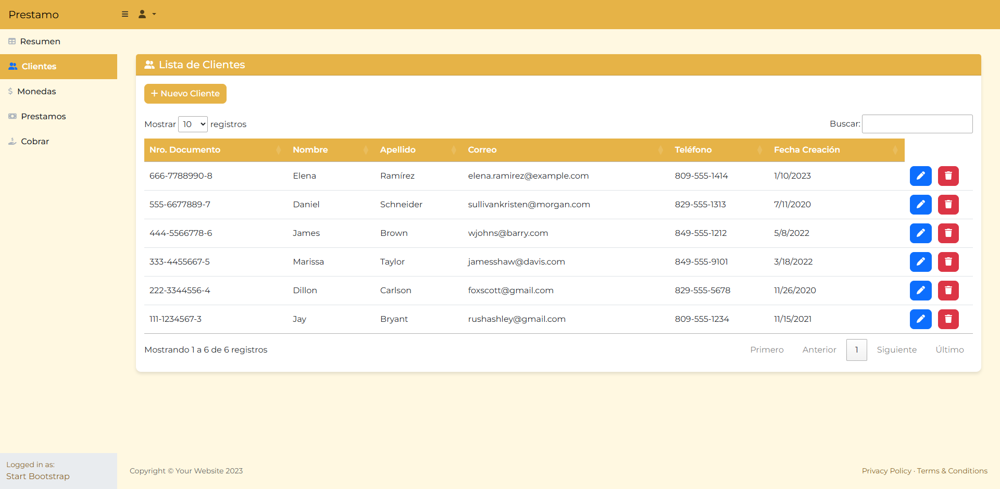 Prestamo
Resumen
Clientes
Monedas
Prestamos
Cobrar
Lista de Clientes
+ Nuevo Cliente
Mostrar 10 registros Buscar:
Nro. Documento Nombre Apellido Correo Teléfono Fecha Creación
666-7788990-8 Elena Ramírez elena.ramirez@example.com 809-555-1414 1/10/2023
555-6677889-7 Daniel Schneider sullivankristen@morgan.com 829-555-1313 7/11/2020
444-5566778-6 James Brown wjohns@barry.com 849-555-1212 5/8/2022
333-4455667-5 Marissa Taylor jamesshaw@davis.com 849-555-9101 3/18/2022
222-3344556-4 Dillon Carlson foxscott@gmail.com 829-555-5678 11/26/2020
111-1234567-3 Jay Bryant rushashley@gmail.com 809-555-1234 11/15/2021
Mostrando 1 a 6 de 6 registros Primero Anterior 1 Siguiente Último
Logged in as:
Start Bootstrap
Copyright © Your Website 2023 Privacy Policy · Terms & Conditions